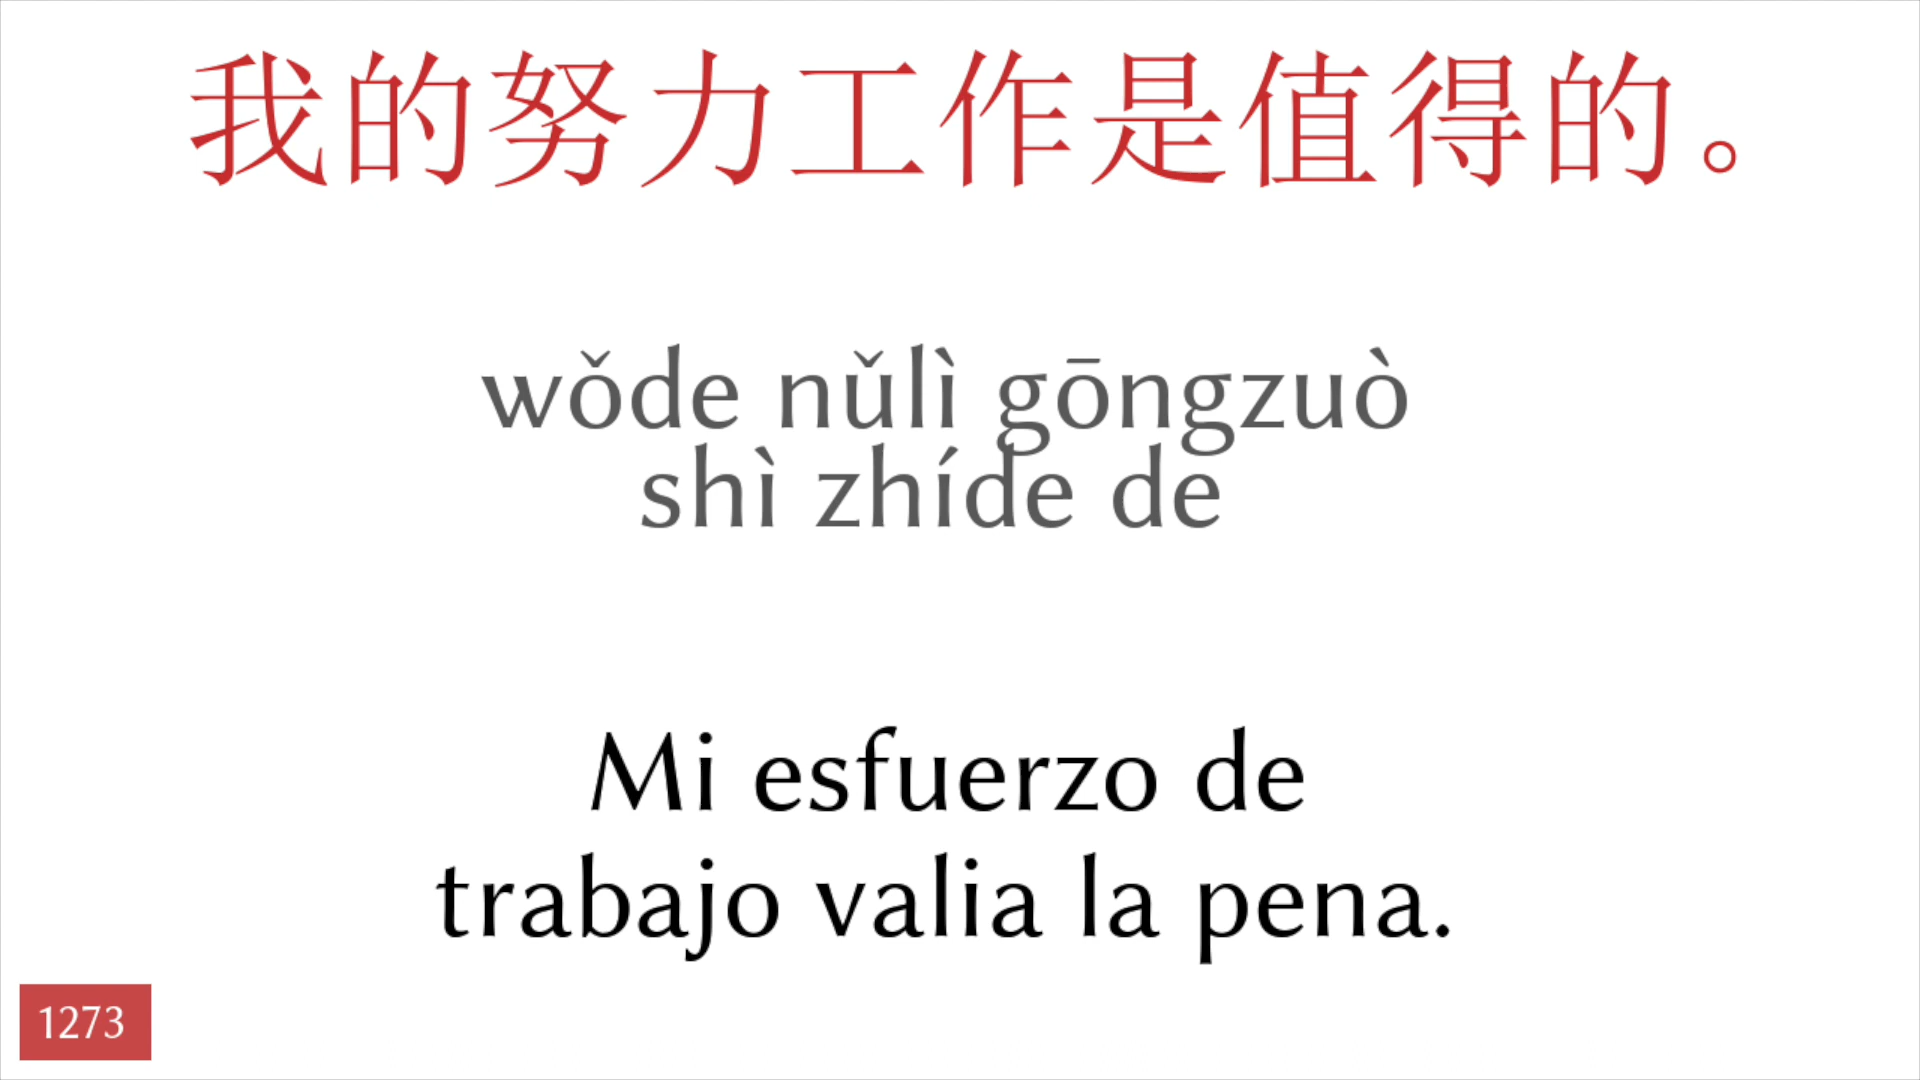 我的努力工作是值得的。
wǒde nǔlì gōngzuò
shì zhíde de
Mi esfuerzo de
trabajo valia la pena.
1273